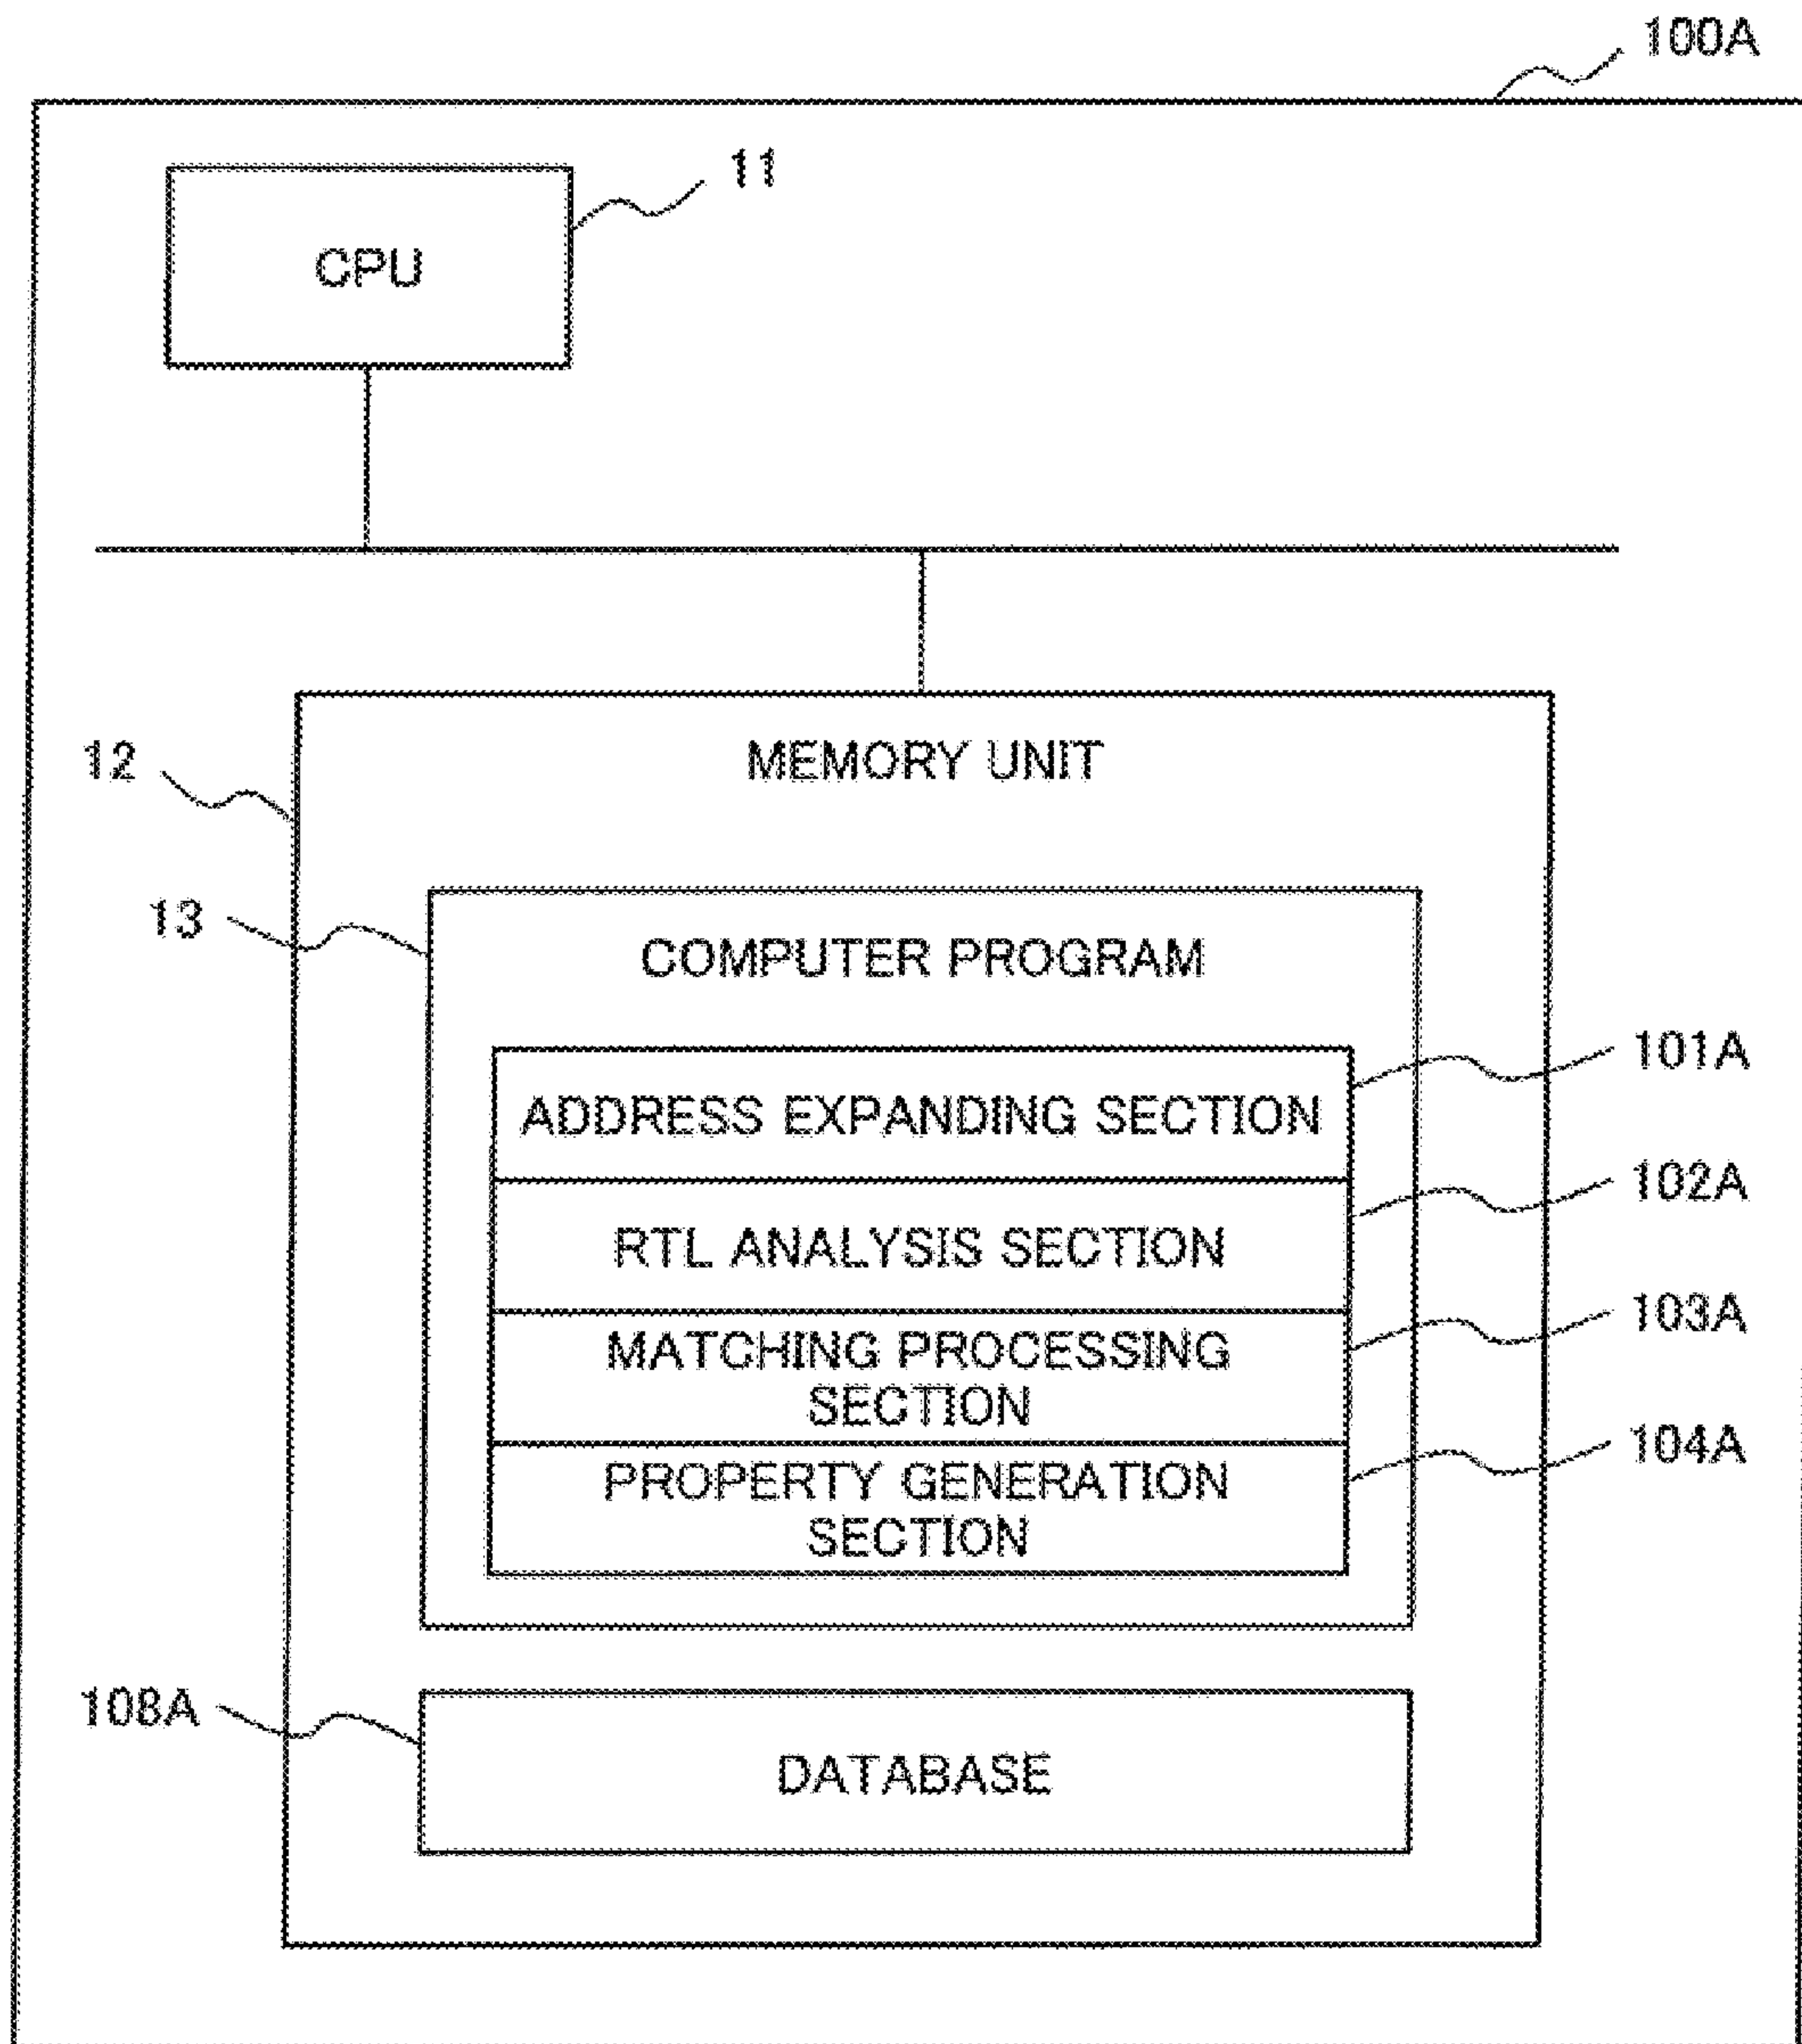 100A
11
CPU
12
MEMORY UNIT
13
COMPUTER PROGRAM
101A
ADDRESS EXPANDING SECTION
102A
RTL ANALYSIS SECTION
103A
MATCHING PROCESSING
SECTION
104A
PROPERTY GENERATION
SECTION
108A
DATABASE